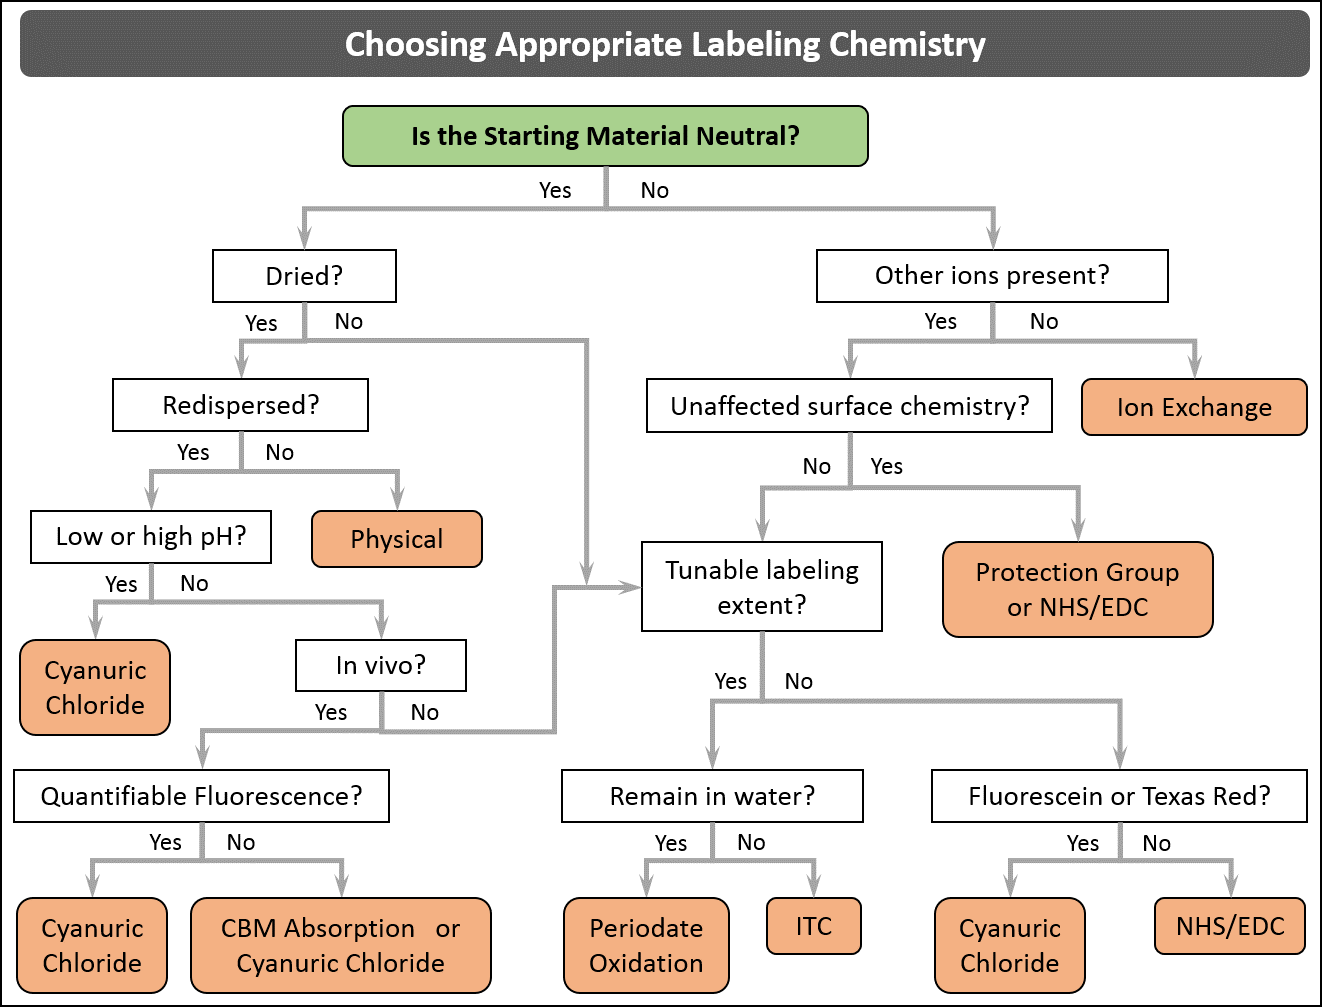 Choosing Appropriate Labeling Chemistry
Is the Starting Material Neutral?
Yes No
Dried?
Other ions present?
Yes No
Yes No
Redispersed?
Unaffected surface chemistry?
Ion Exchange
Yes No
No Yes
Low or high pH?
Physical
Tunable labeling
extent?
Protection Group
or NHS/EDC
Yes No
Cyanuric
Chloride
In vivo?
Yes No
Yes No
Quantifiable Fluorescence?
Remain in water?
Fluorescein or Texas Red?
Yes No
Yes No
Yes No
Cyanuric
Chloride
CBM Absorption or
Cyanuric Chloride
Periodate
Oxidation
ITC
Cyanuric
Chloride
NHS/EDC